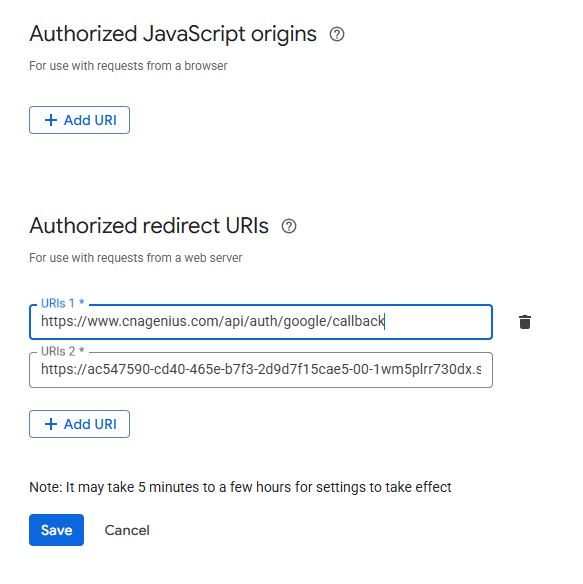 Authorized JavaScript origins
For use with requests from a browser
+ Add URI
Authorized redirect URIs
For use with requests from a web server
URIs 1 *
https://www.cnagenius.com/api/auth/google/callback
URIs 2 *
https://ac547590-cd40-465e-b7f3-2d9d7f15cae5-00-1wm5plrr730dx.s
+ Add URI
Note: It may take 5 minutes to a few hours for settings to take effect
Save Cancel